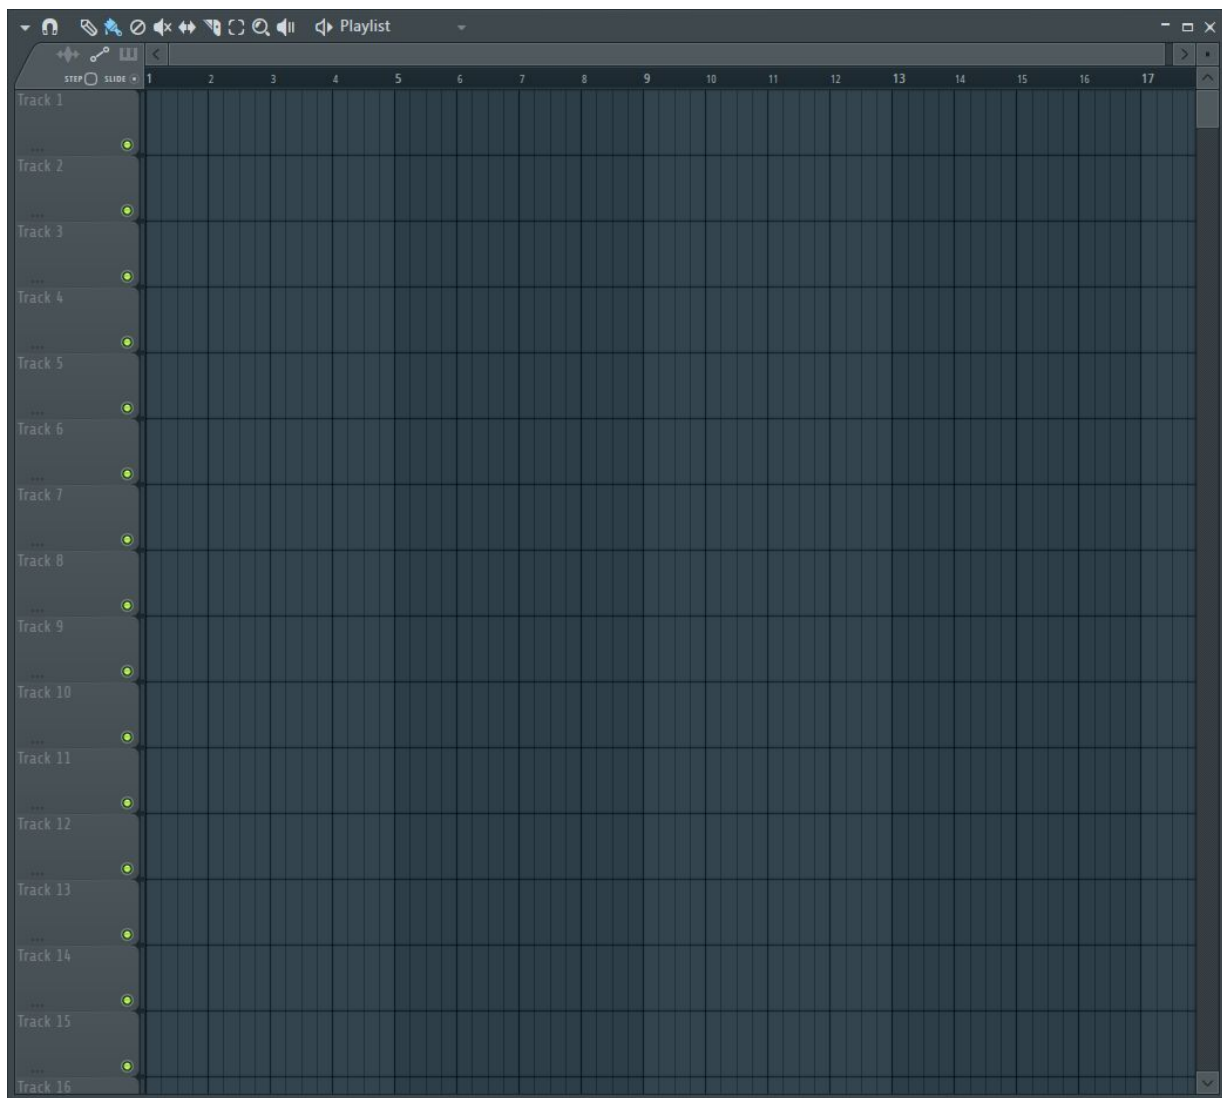 Playlist
STEP SLIDE 1 2 3 4 5 6 7 8 9 10 11 12 13 14 15 16 17
Track 1
Track 2
Track 3
Track 4
Track 5
Track 6
Track 7
Track 8
Track 9
Track 10
Track 11
Track 12
Track 13
Track 14
Track 15
Track 16